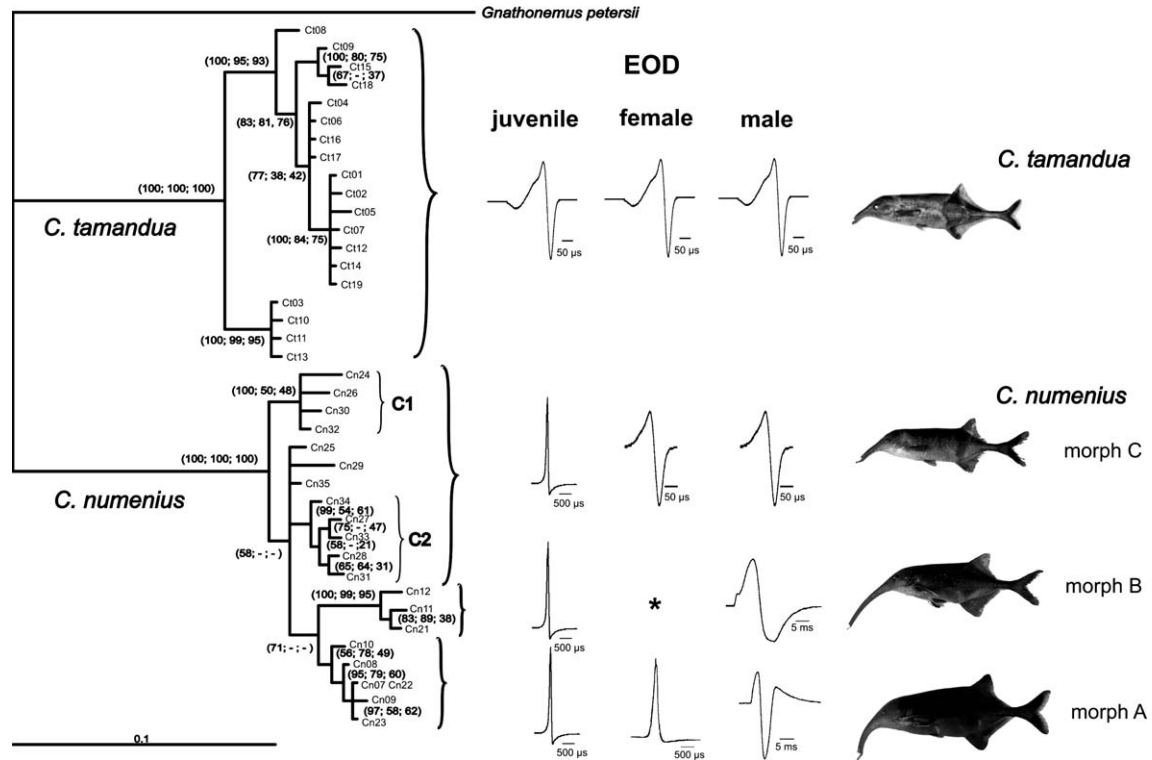 Gnathonemus petersii
Ct08
(100, 95, 93)
Ct09
(100; 80; 75)
Ct15
(67; -; 37)
Ct18
Ct04
(83; 81, 76)
Ct06
Ct16
Ct17
(77; 38; 42)
Ct01
(100; 100; 100)
Ct02
Ct05
C. tamandua
Ct07
(100; 84; 75)
Ct12
Ct14
Ct19
Ct03
Ct10
Ct11
(100; 99; 95)
Ct13
EOD
juvenile female male
C. tamandua
50 µs
50 µs
50 µs
Cn24
(100; 50; 48)
Cn26
C1
Cn30
Cn32
Cn25
(100; 100; 100)
Cn29
C. numenius
Cn35
Cn34
(99; 54; 61)
Cn27
(75; -; 47)
Cn33
C2
(58; -;21)
(58; -; -)
Cn28
(65; 64; 31)
Cn31
Cn12
(100; 99; 95)
Cn11
(83; 89; 38)
Cn21
(71; -; -)
Cn10
(56; 78; 49)
Cn08
(95; 79; 60)
Cn07 Cn22
Cn09
(97; 58; 62)
Cn23
0.1
C. numenius
morph C
500 µs
50 µs
50 µs
morph B
500 µs
*
5 ms
morph A
500 µs
500 µs
5 ms